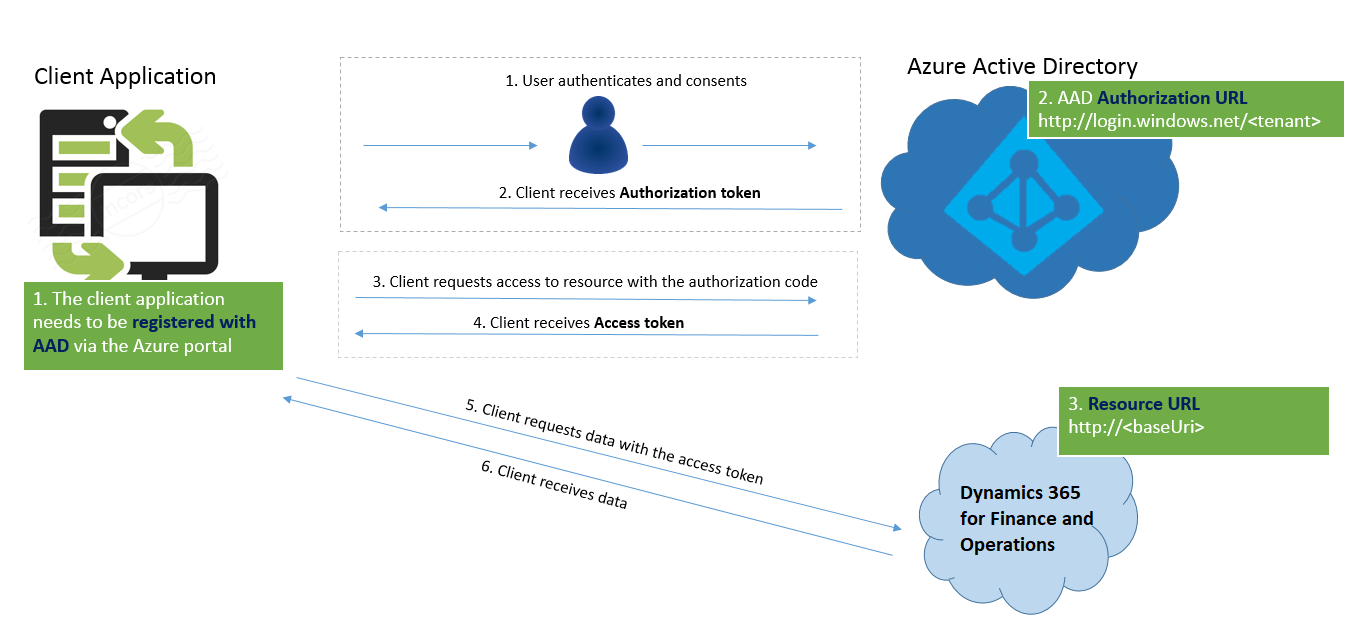 Client Application
1. The client application
needs to be registered with
AAD via the Azure portal
1. User authenticates and consents
2. Client receives Authorization token
3. Client requests access to resource with the authorization code
4. Client receives Access token
5. Client requests data with the access token
6. Client receives data
Azure Active Directory
2. AAD Authorization URL
http://login.windows.net/<tenant>
3. Resource URL
http://<baseUri>
Dynamics 365
for Finance and
Operations